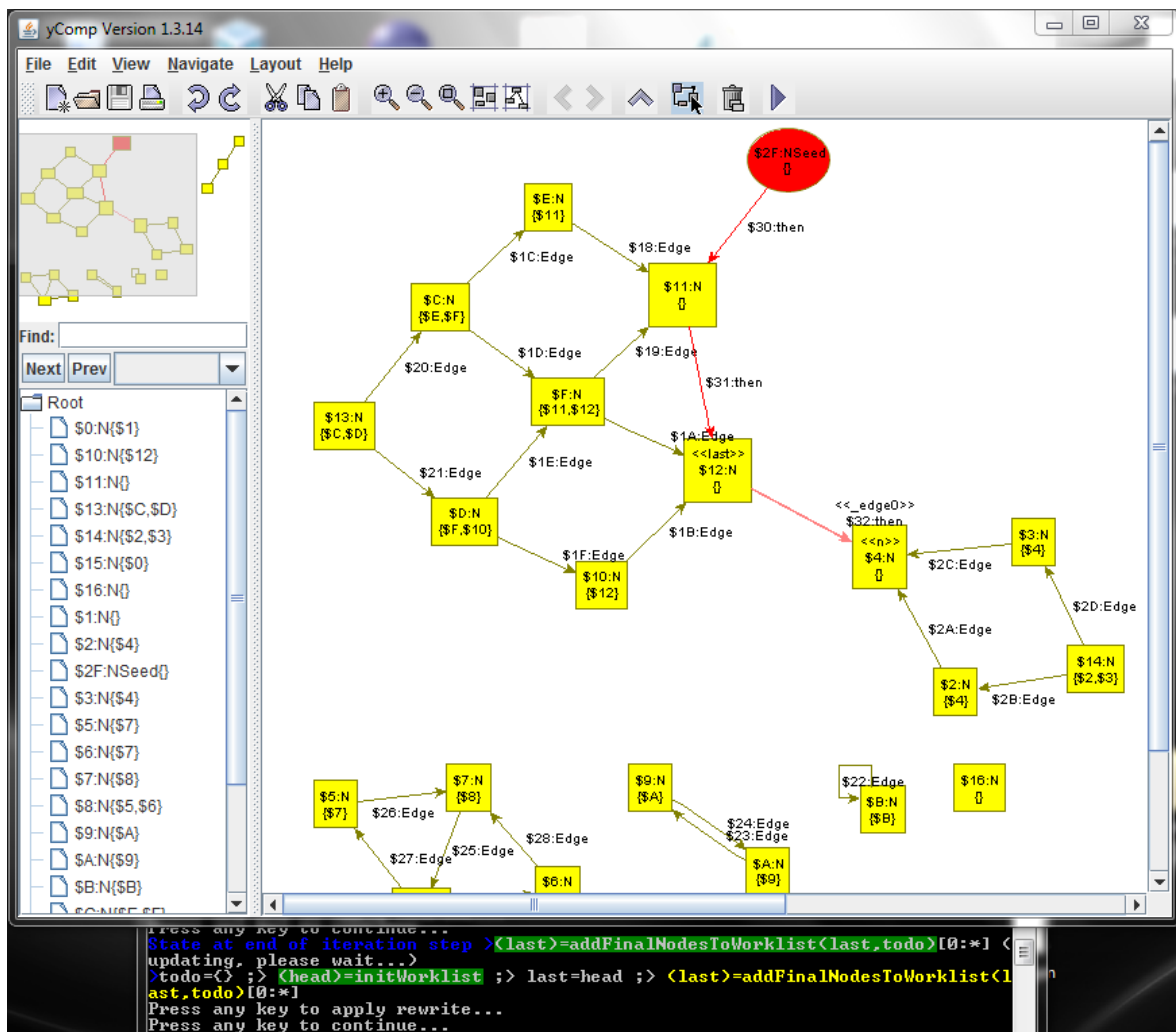 yComp Version 1.3.14
File Edit View Navigate Layout Help
Find:
Next Prev
Root
$0:N{$1}
$10:N{$12}
$11:N{}
$13:N{$C,$D}
$14:N{$2,$3}
$15:N{$0}
$16:N{}
$1:N{}
$2:N{$4}
$2F:NSeed{}
$3:N{$4}
$5:N{$7}
$6:N{$7}
$7:N{$8}
$8:N{$5,$6}
$9:N{$A}
$A:N{$9}
$B:N{$B}
$C:N{$E,$F}
$2F:NSeed
{}
$30:then
$E:N
{$11}
$18:Edge
$1C:Edge
$11:N
{}
$C:N
{$E,$F}
$1D:Edge
$19:Edge
$20:Edge
$31:then
$F:N
{$11,$12}
$13:N
{$C,$D}
$1A:Edge
<<last>>
$12:N
{}
$1E:Edge
$21:Edge
$D:N
{$F,$10}
$1B:Edge
$1F:Edge
$10:N
{$12}
<<_edge0>>
$32:then
<<n>>
$4:N
{}
$3:N
{$4}
$2C:Edge
$2D:Edge
$2A:Edge
$14:N
{$2,$3}
$2:N
{$4}
$2B:Edge
$5:N
{$7}
$7:N
{$8}
$26:Edge
$28:Edge
$25:Edge
$27:Edge
$6:N
$9:N
{$A}
$24:Edge
$23:Edge
$A:N
{$9}
$22:Edge
$B:N
{$B}
$16:N
{}
Press any key to continue...
State at end of iteration step >(last)=addFinalNodesToWorklist(last,todo)[0:*] (
updating, please wait...)
>todo={} ;> (head)=initWorklist ;> last=head ;> (last)=addFinalNodesToWorklist(l
ast,todo)[0:*]
Press any key to apply rewrite...
Press any key to continue...